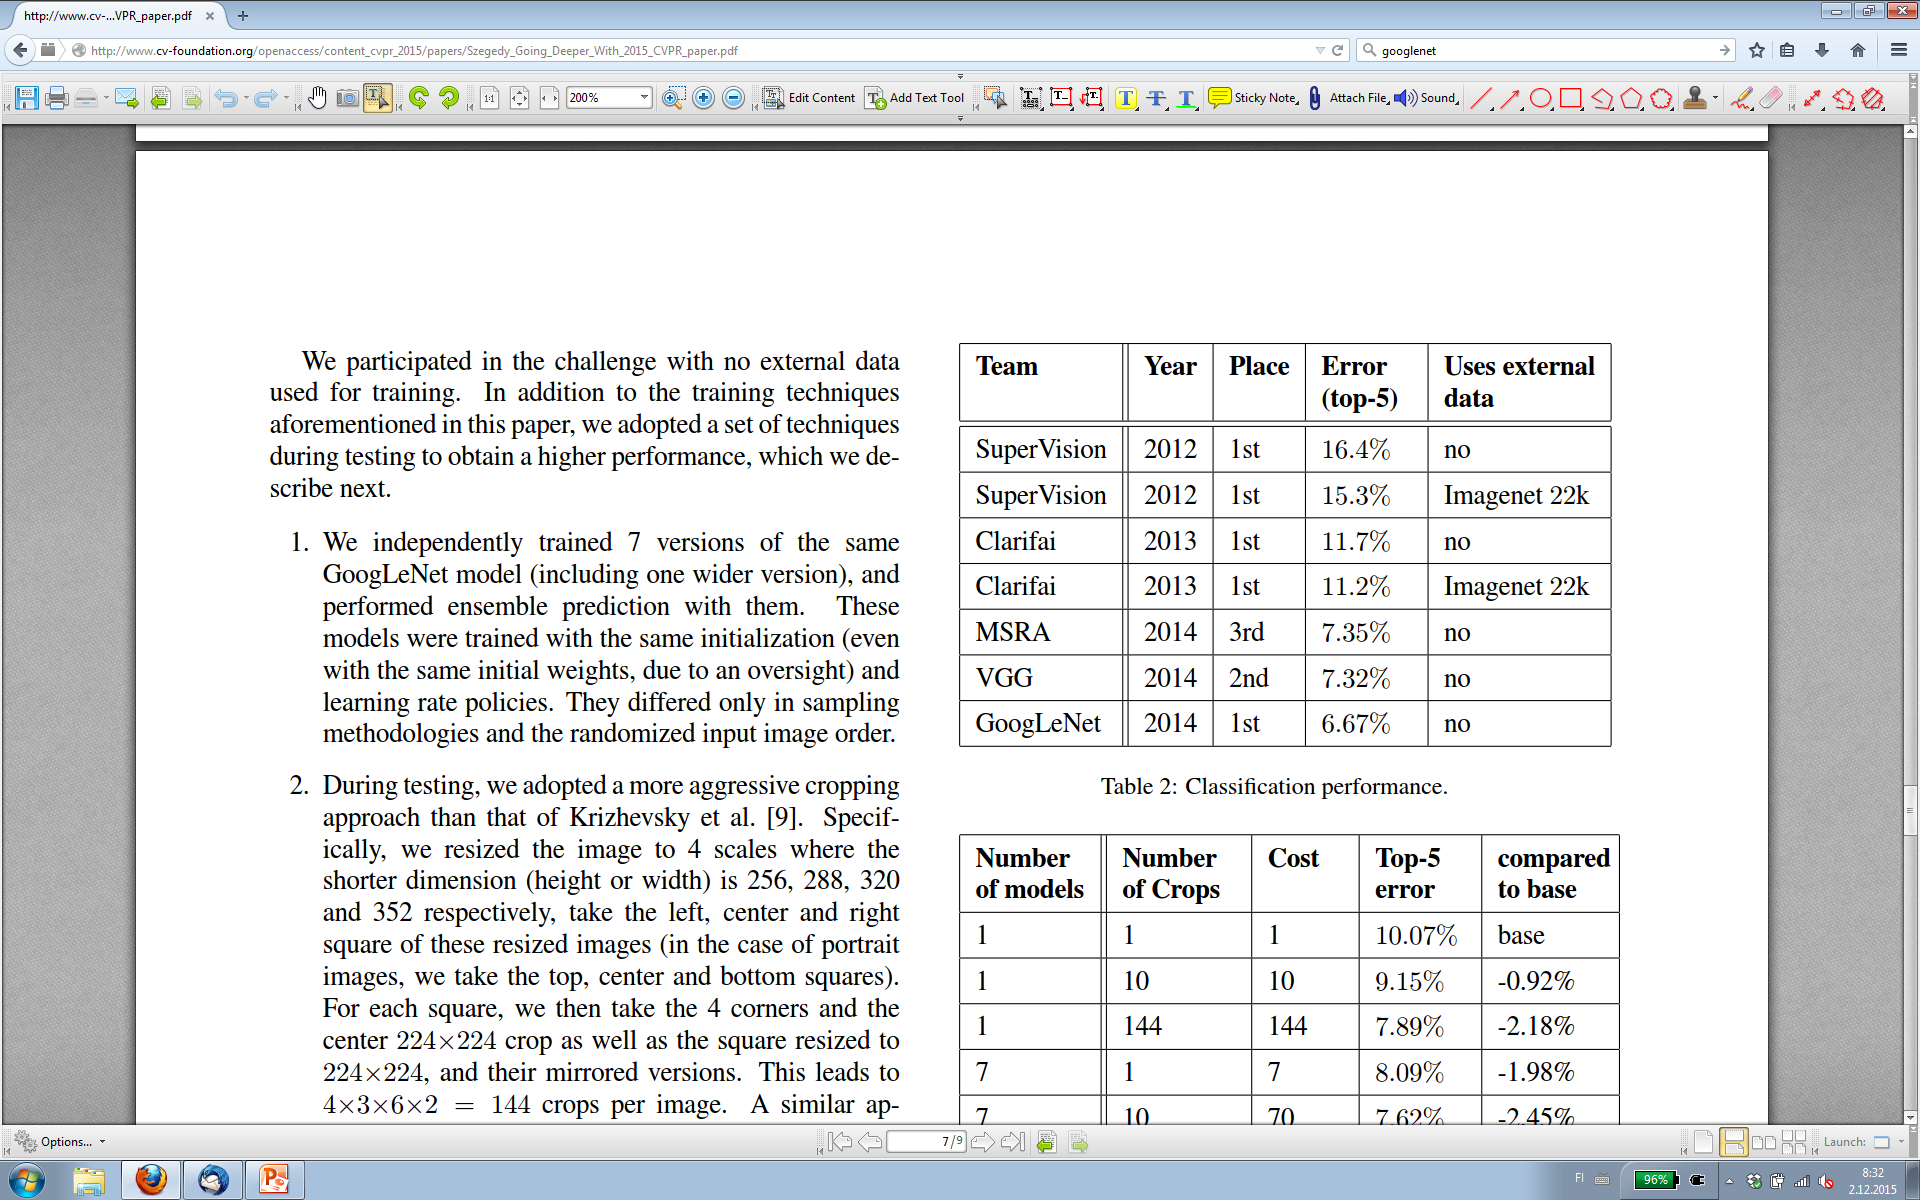 http://www.cv-...VPR_paper.pdf
http://www.cv-foundation.org/openaccess/content_cvpr_2015/papers/Szegedy_Going_Deeper_With_2015_CVPR_paper.pdf
googlenet
200%
Edit Content
Add Text Tool
Sticky Note,
Attach File,
Sound,
We participated in the challenge with no external data
used for training. In addition to the training techniques
aforementioned in this paper, we adopted a set of techniques
during testing to obtain a higher performance, which we de-
scribe next.
1. We independently trained 7 versions of the same
GoogLeNet model (including one wider version), and
performed ensemble prediction with them. These
models were trained with the same initialization (even
with the same initial weights, due to an oversight) and
learning rate policies. They differed only in sampling
methodologies and the randomized input image order.
2. During testing, we adopted a more aggressive cropping
approach than that of Krizhevsky et al. [9]. Specif-
ically, we resized the image to 4 scales where the
shorter dimension (height or width) is 256, 288, 320
and 352 respectively, take the left, center and right
square of these resized images (in the case of portrait
images, we take the top, center and bottom squares).
For each square, we then take the 4 corners and the
center 224×224 crop as well as the square resized to
224×224, and their mirrored versions. This leads to
4×3×6×2 = 144 crops per image. A similar ap-
Team Year Place Error (top-5) Uses external data
SuperVision 2012 1st 16.4% no
SuperVision 2012 1st 15.3% Imagenet 22k
Clarifai 2013 1st 11.7% no
Clarifai 2013 1st 11.2% Imagenet 22k
MSRA 2014 3rd 7.35% no
VGG 2014 2nd 7.32% no
GoogLeNet 2014 1st 6.67% no
Table 2: Classification performance.
Number of models Number of Crops Cost Top-5 error compared to base
1 1 1 10.07% base
1 10 10 9.15% -0.92%
1 144 144 7.89% -2.18%
7 1 7 8.09% -1.98%
7 10 70 7.62% -2.45%
Options...
7/9
Launch:
FI
96%
8:32
2.12.2015